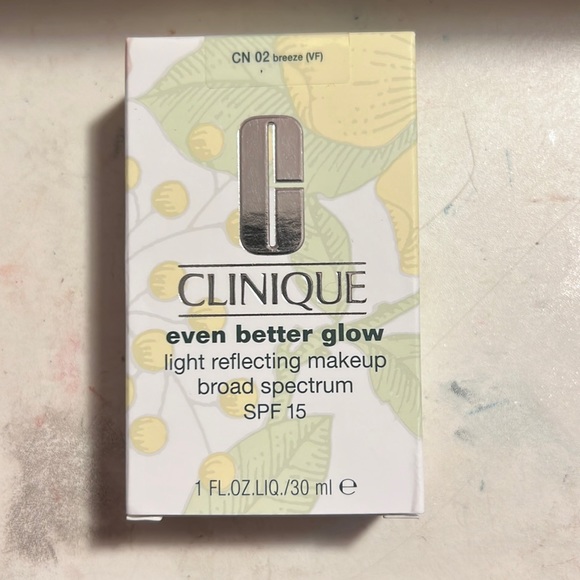 CN 02 breeze (VF)
C
CLINIQUE
even better glow
light reflecting makeup
broad spectrum
SPF 15
1 FL.OZ.LIQ./30 ml ℮